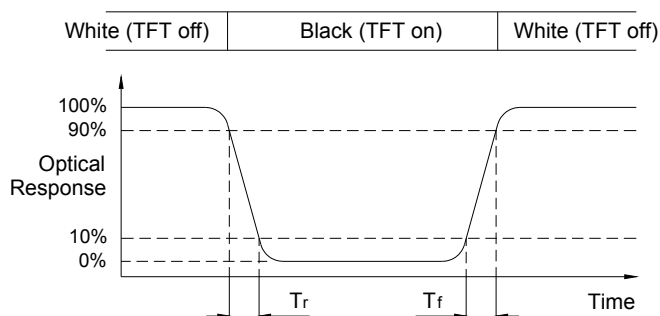 White (TFT off) Black (TFT on) White (TFT off)
100%
90%
Optical
Response
10%
0%
Tr Tf Time